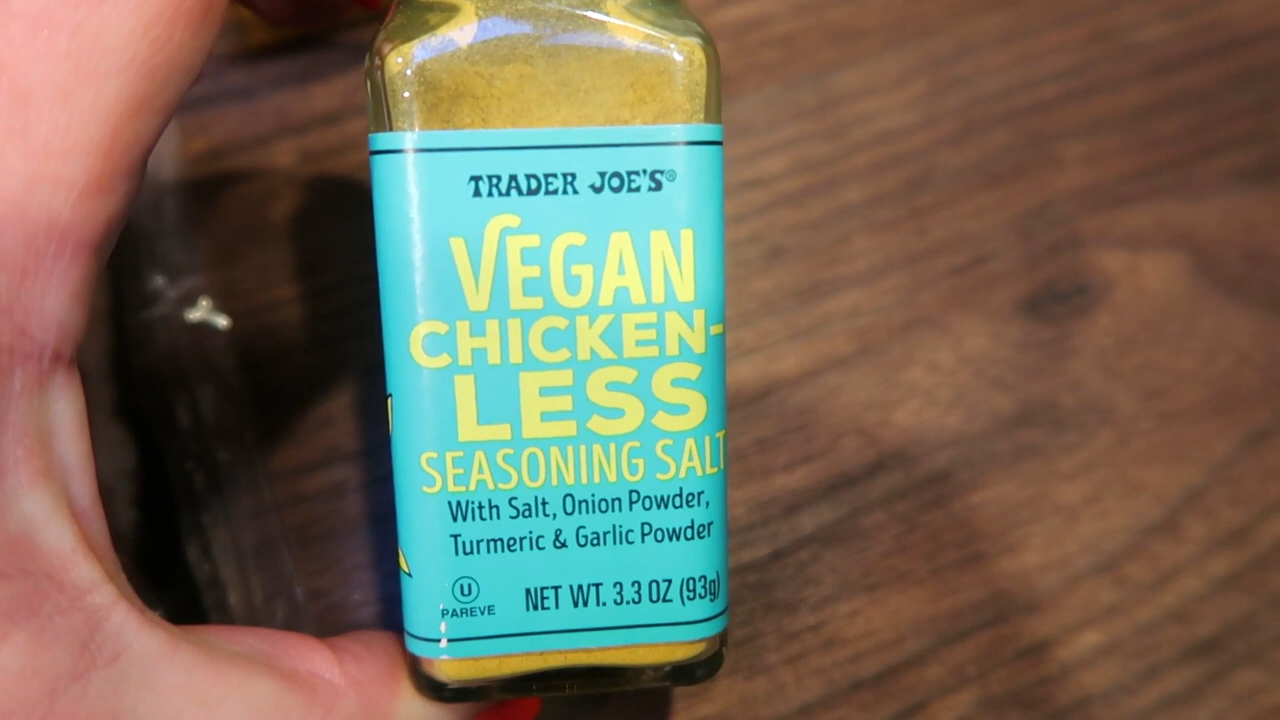 TRADER JOE'S®
VEGAN
CHICKEN-
LESS
SEASONING SALT
With Salt, Onion Powder,
Turmeric & Garlic Powder
U
PAREVE
NET WT. 3.3 OZ (93g)